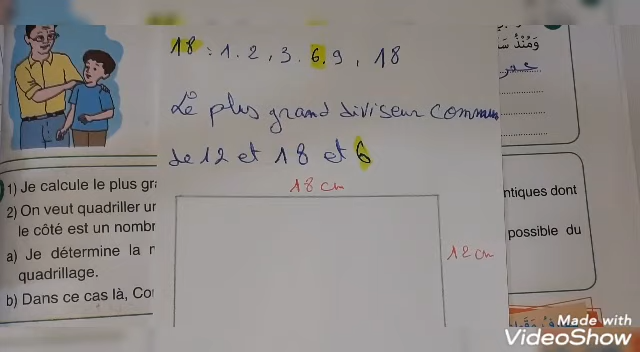 18 : 1 . 2 , 3 . 6 . 9 , 18
Le plus grand diviseur commun
de 12 et 18 et 6
18 cm
12 cm
1) Je calcule le plus gr
2) On veut quadriller ur
le côté est un nombr
a) Je détermine la
quadrillage.
b) Dans ce cas là,
ntiques dont
possible du
Made with
VideoShow